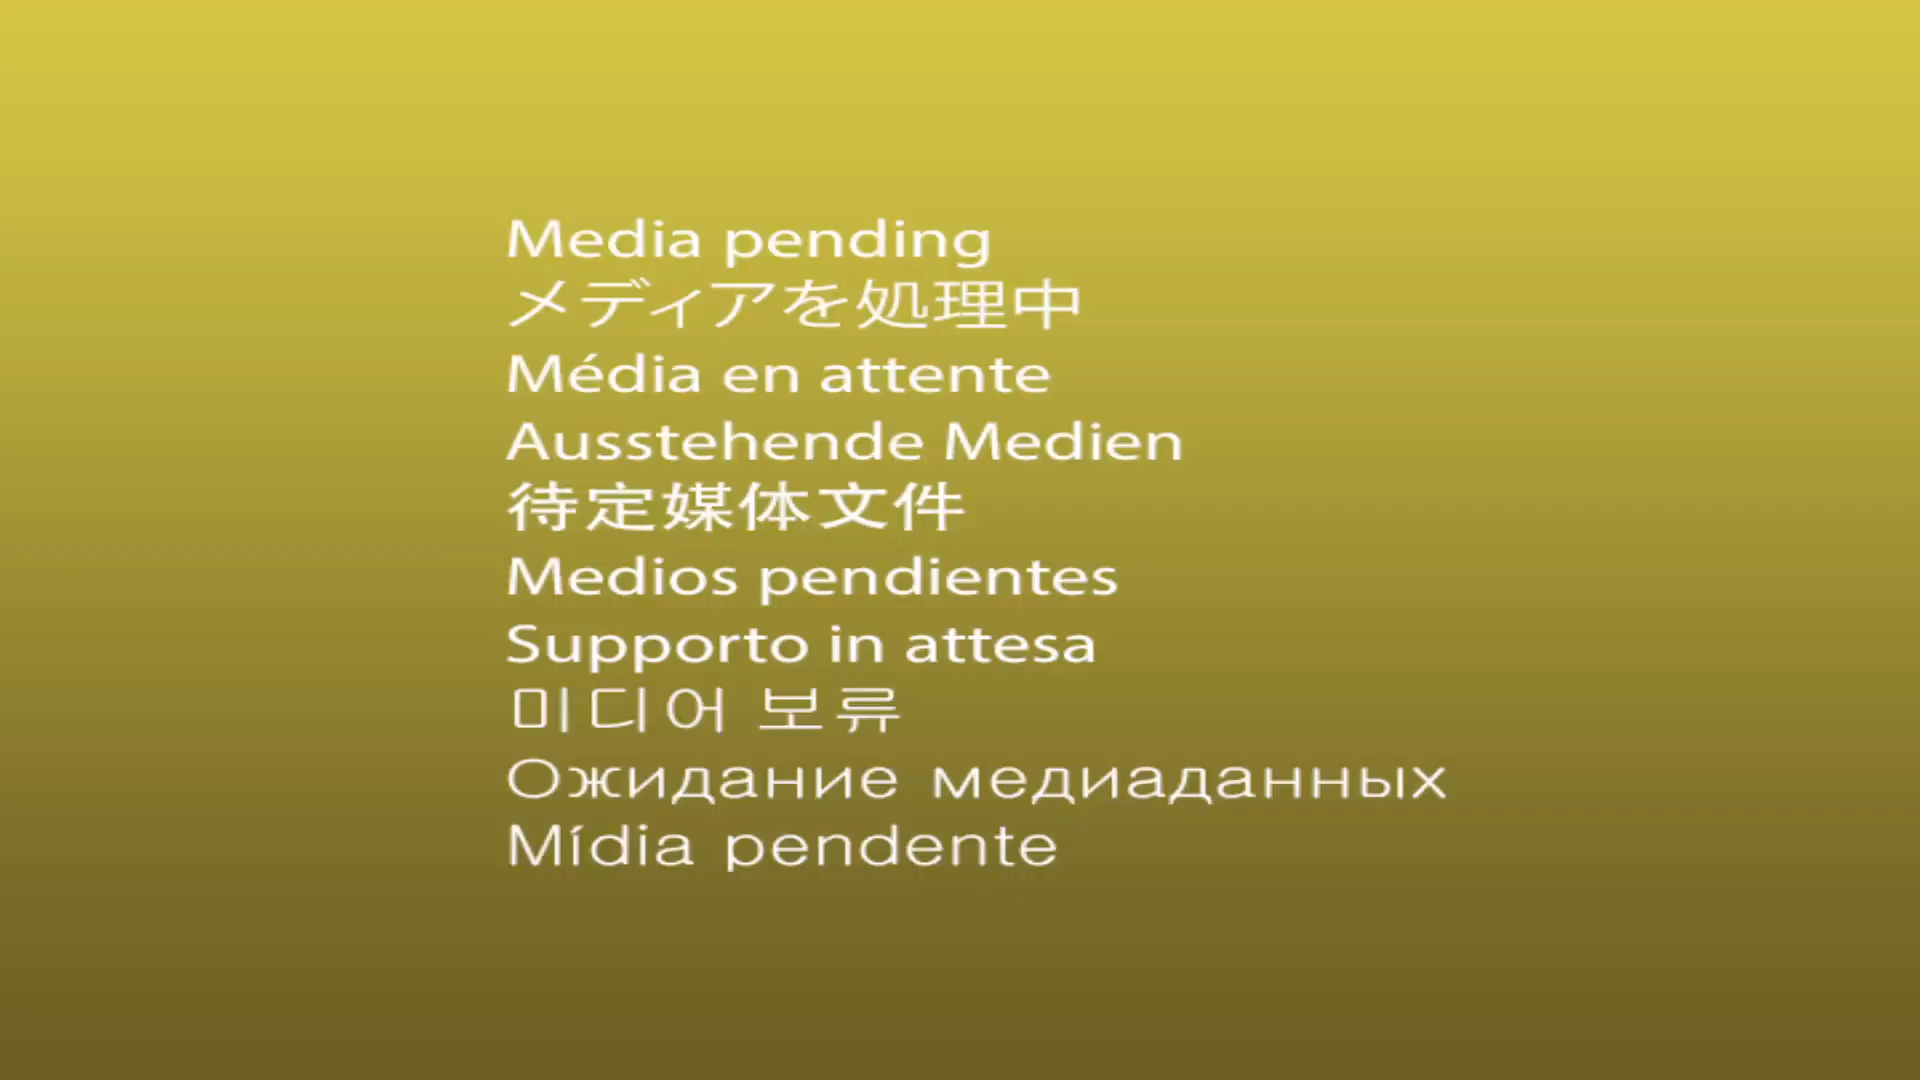 Media pending
メディアを処理中
Média en attente
Ausstehende Medien
待定媒体文件
Medios pendientes
Supporto in attesa
미디어 보류
Ожидание медиаданных
Mídia pendente